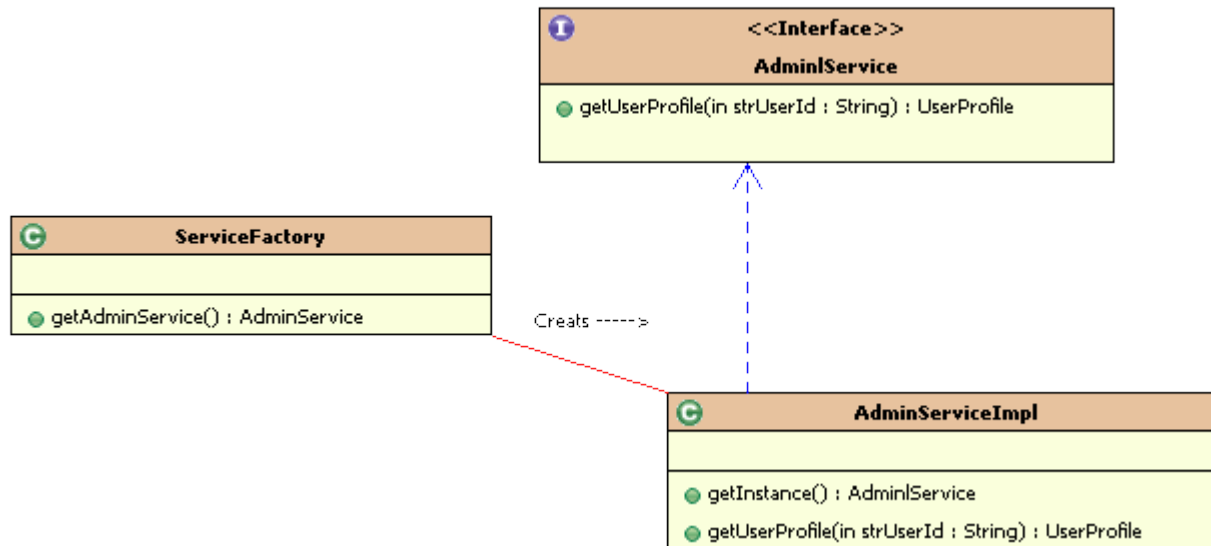 I
<<Interface>>
AdminlService
getUserProfile(in strUserId : String) : UserProfile
C
ServiceFactory
getAdminService() : AdminService
Creats ----->
C
AdminServiceImpl
getInstance() : AdminlService
getUserProfile(in strUserId : String) : UserProfile